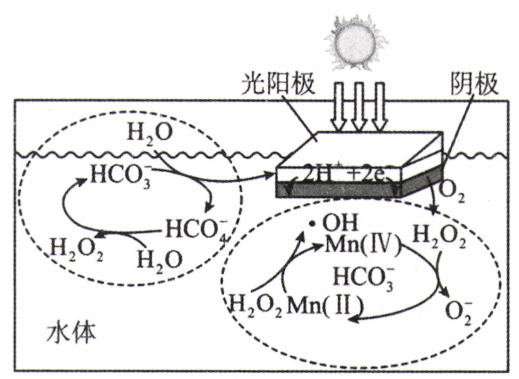 光阳极
阴极
H₂O
HCO₃⁻
2H⁺+2e⁻
O₂
HCO₄⁻
H₂O₂
H₂O
·OH
Mn(Ⅳ)
H₂O₂
HCO₃⁻
H₂O₂
Mn(Ⅱ)
O₂⁻
水体